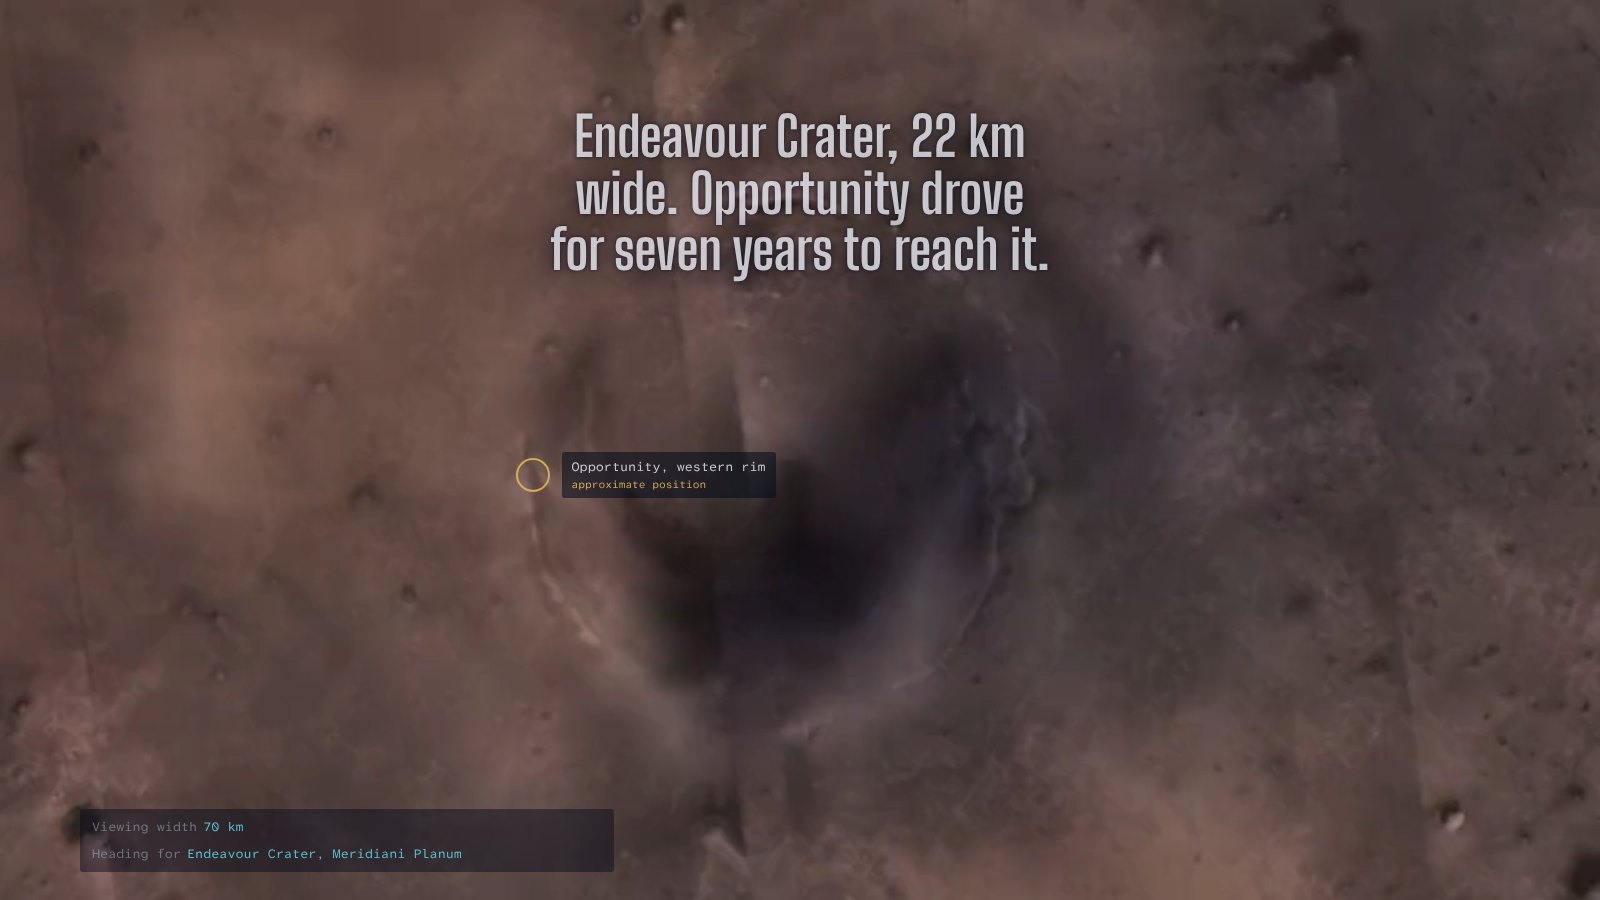 Endeavour Crater, 22 km
wide. Opportunity drove
for seven years to reach it.
Opportunity, western rim
approximate position
Viewing width 70 km
Heading for Endeavour Crater, Meridiani Planum